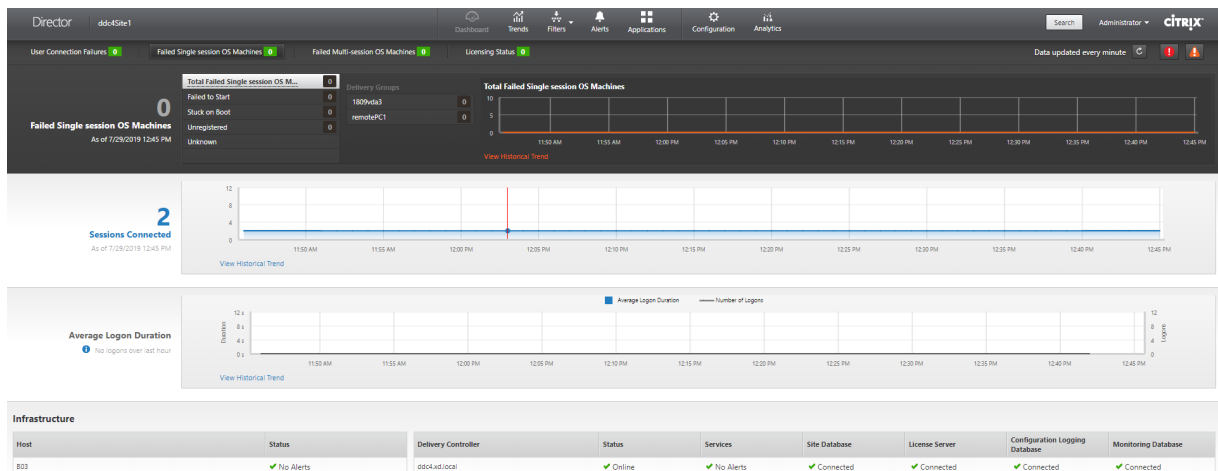 Director
ddc4Site1
Dashboard
Trends
Filters
Alerts
Applications
Configuration
Analytics
Search
Administrator
CİTRIX
User Connection Failures 0
Failed Single session OS Machines 0
Failed Multi-session OS Machines 0
Licensing Status 0
Data updated every minute
0
Failed Single session OS Machines
As of 7/29/2019 12:45 PM
Total Failed Single session OS M... 0
Failed to Start 0
Stuck on Boot 0
Unregistered 0
Unknown
Delivery Groups
1809vda3 0
remotePC1 0
Total Failed Single session OS Machines
10
5
0
11:50 AM 11:55 AM 12:00 PM 12:05 PM 12:10 PM 12:15 PM 12:20 PM 12:25 PM 12:30 PM 12:35 PM 12:40 PM 12:45 PM
View Historical Trend
2
Sessions Connected
As of 7/29/2019 12:45 PM
12
8
4
0
11:50 AM 11:55 AM 12:00 PM 12:05 PM 12:10 PM 12:15 PM 12:20 PM 12:25 PM 12:30 PM 12:35 PM 12:40 PM 12:45 PM
View Historical Trend
Average Logon Duration
No logons over last hour
Average Logon Duration Number of Logons
Duration
12 s
8 s
4 s
0 s
12
8
4
0
Logons
11:50 AM 11:55 AM 12:00 PM 12:05 PM 12:10 PM 12:15 PM 12:20 PM 12:25 PM 12:30 PM 12:35 PM 12:40 PM 12:45 PM
View Historical Trend
Infrastructure
Host Status
B03 No Alerts
Delivery Controller Status Services Site Database License Server Configuration Logging Database Monitoring Database
ddc4.xd.local Online No Alerts Connected Connected Connected Connected